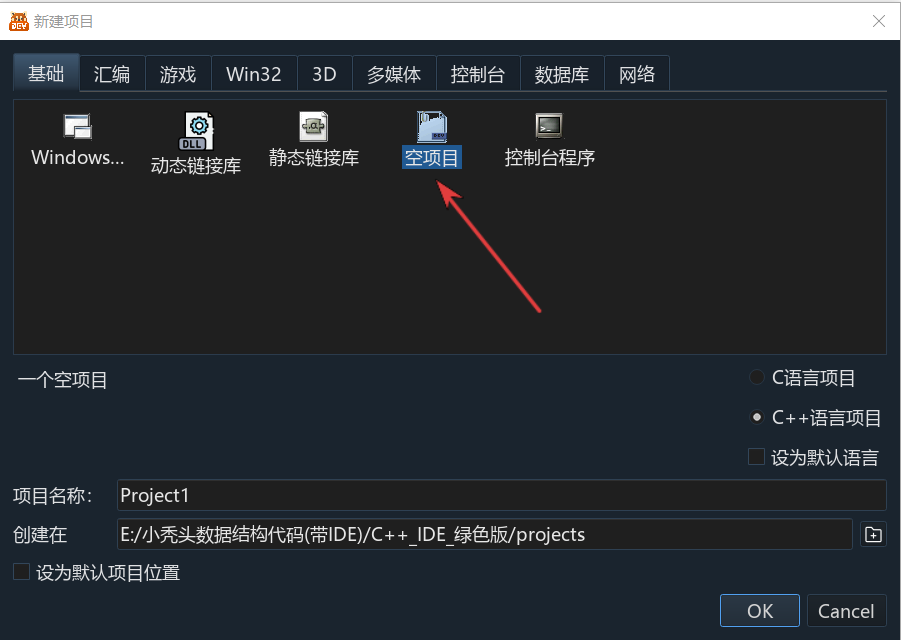 新建项目
基础 汇编 游戏 Win32 3D 多媒体 控制台 数据库 网络
Windows... 动态链接库 静态链接库 空项目 控制台程序
DLL
.a
DEV
一个空项目
C语言项目
C++语言项目
设为默认语言
项目名称： Project1
创建在 E:/小秃头数据结构代码(带IDE)/C++_IDE_绿色版/projects
设为默认项目位置
OK Cancel